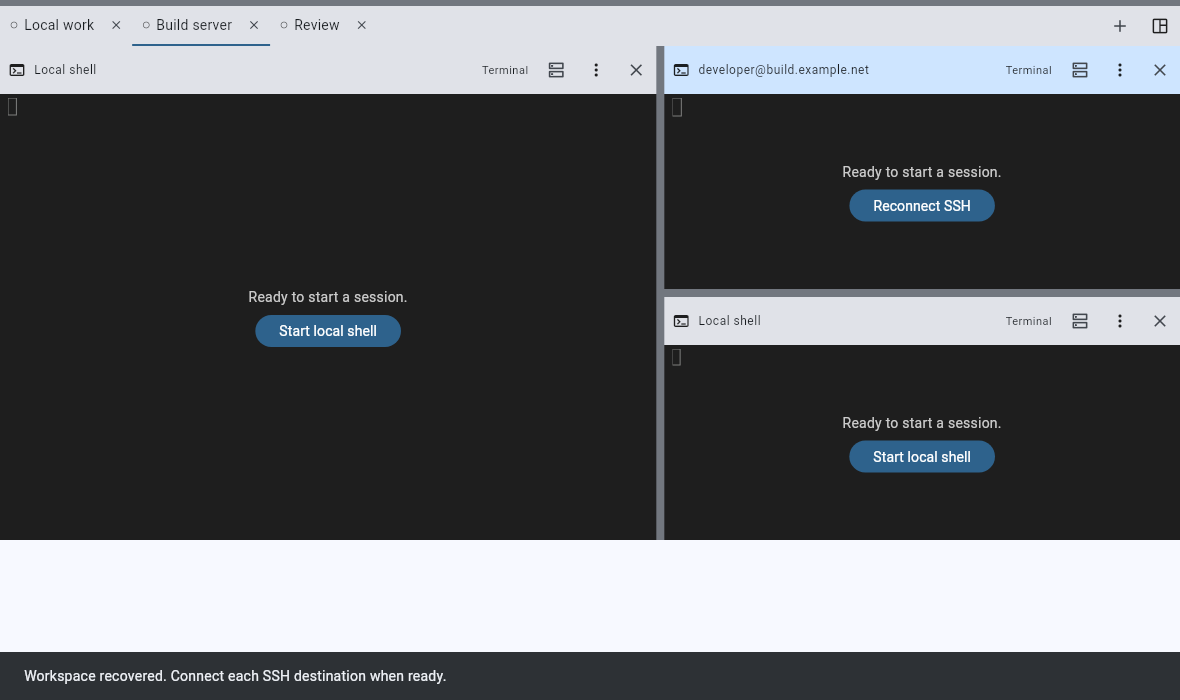 Local work Build server Review
Local shell Terminal
developer@build.example.net Terminal
Ready to start a session.
Reconnect SSH
Ready to start a session.
Start local shell
Local shell Terminal
Ready to start a session.
Start local shell
Workspace recovered. Connect each SSH destination when ready.